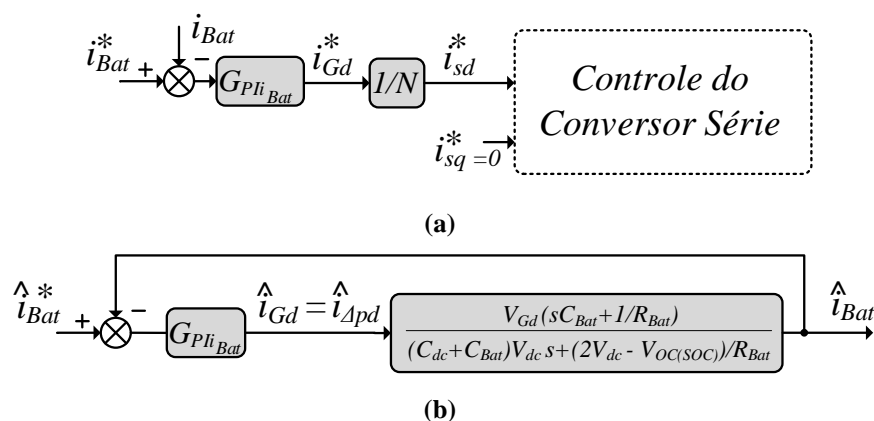 i*Bat + − iBat GPIiBat i*Gd 1/N i*sd
i*sq =0
Controle do
Conversor Série
(a)
î*Bat + − GPIiBat îGd = îΔpd
VGd (sCBat+1/RBat)
(Cdc+CBat)Vdc s+(2Vdc - VOC(SOC))/RBat
îBat
(b)